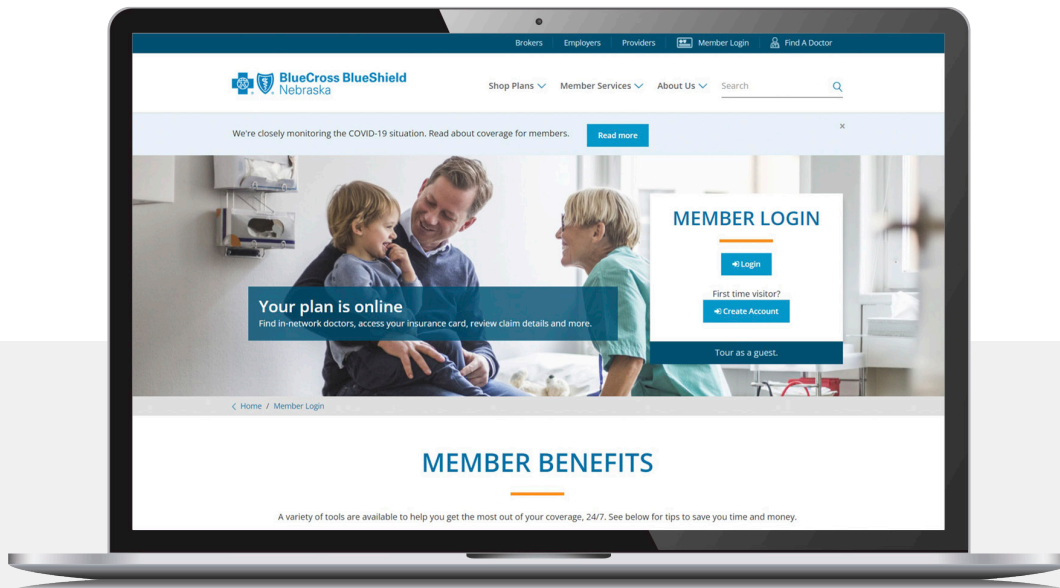 Brokers Employers Providers Member Login Find A Doctor
BlueCross BlueShield
Nebraska
Shop Plans Member Services About Us Search
We're closely monitoring the COVID-19 situation. Read about coverage for members. Read more x
MEMBER LOGIN
Login
First time visitor?
Create Account
Tour as a guest.
Your plan is online
Find in-network doctors, access your insurance card, review claim details and more.
Home / Member Login
MEMBER BENEFITS
A variety of tools are available to help you get the most out of your coverage, 24/7. See below for tips to save you time and money.